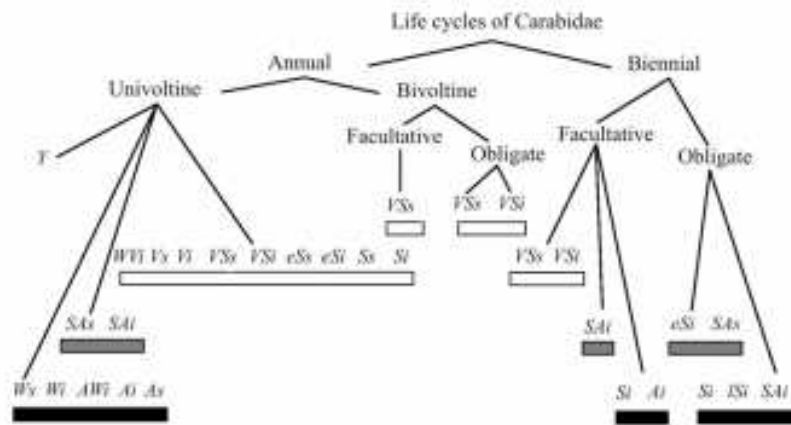 Life cycles of Carabidae
Annual
Biennial
Univoltine
Bivoltine
Facultative
Facultative
Obligate
Obligate
T
VSs
VSs VSi
WVi Vs Vi VSs VSi eSs eSi Ss Si
VSs VSi
SAs SAi
SAi
eSi SAs
Ws Wi AWi Ai As
Si Ai
Si lSi SAi